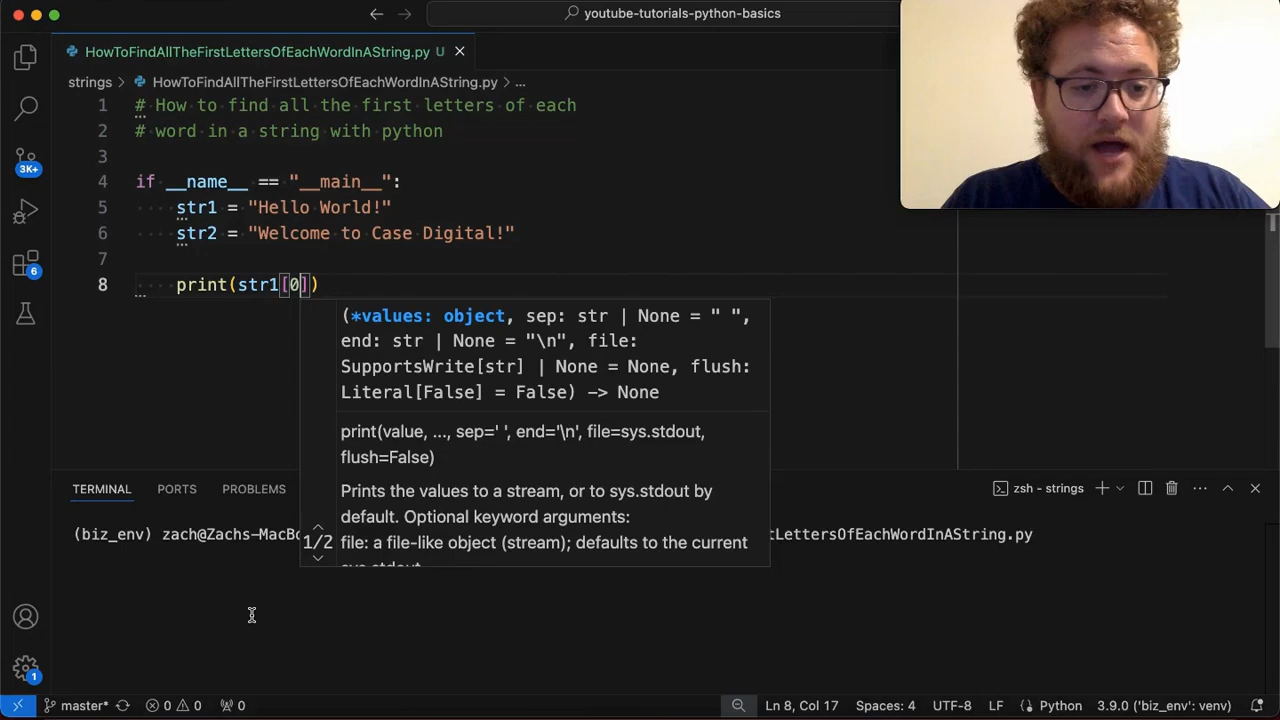 youtube-tutorials-python-basics
HowToFindAllTheFirstLettersOfEachWordInAString.py U
strings > HowToFindAllTheFirstLettersOfEachWordInAString.py > ...
1 # How to find all the first letters of each
2 # word in a string with python
3
4 if __name__ == "__main__":
5 str1 = "Hello World!"
6 str2 = "Welcome to Case Digital!"
7
8 print(str1[0])
(*values: object, sep: str | None = " ",
end: str | None = "\n", file:
SupportsWrite[str] | None = None, flush:
Literal[False] = False) -> None
print(value, ..., sep=' ', end='\n', file=sys.stdout,
flush=False)
Prints the values to a stream, or to sys.stdout by
default. Optional keyword arguments:
file: a file-like object (stream); defaults to the current
1/2
3K+
6
TERMINAL PORTS PROBLEMS
zsh - strings
(biz_env) zach@Zachs-MacBo
tLettersOfEachWordInAString.py
1
master* 0 0 0
Ln 8, Col 17 Spaces: 4 UTF-8 LF Python 3.9.0 ('biz_env': venv)